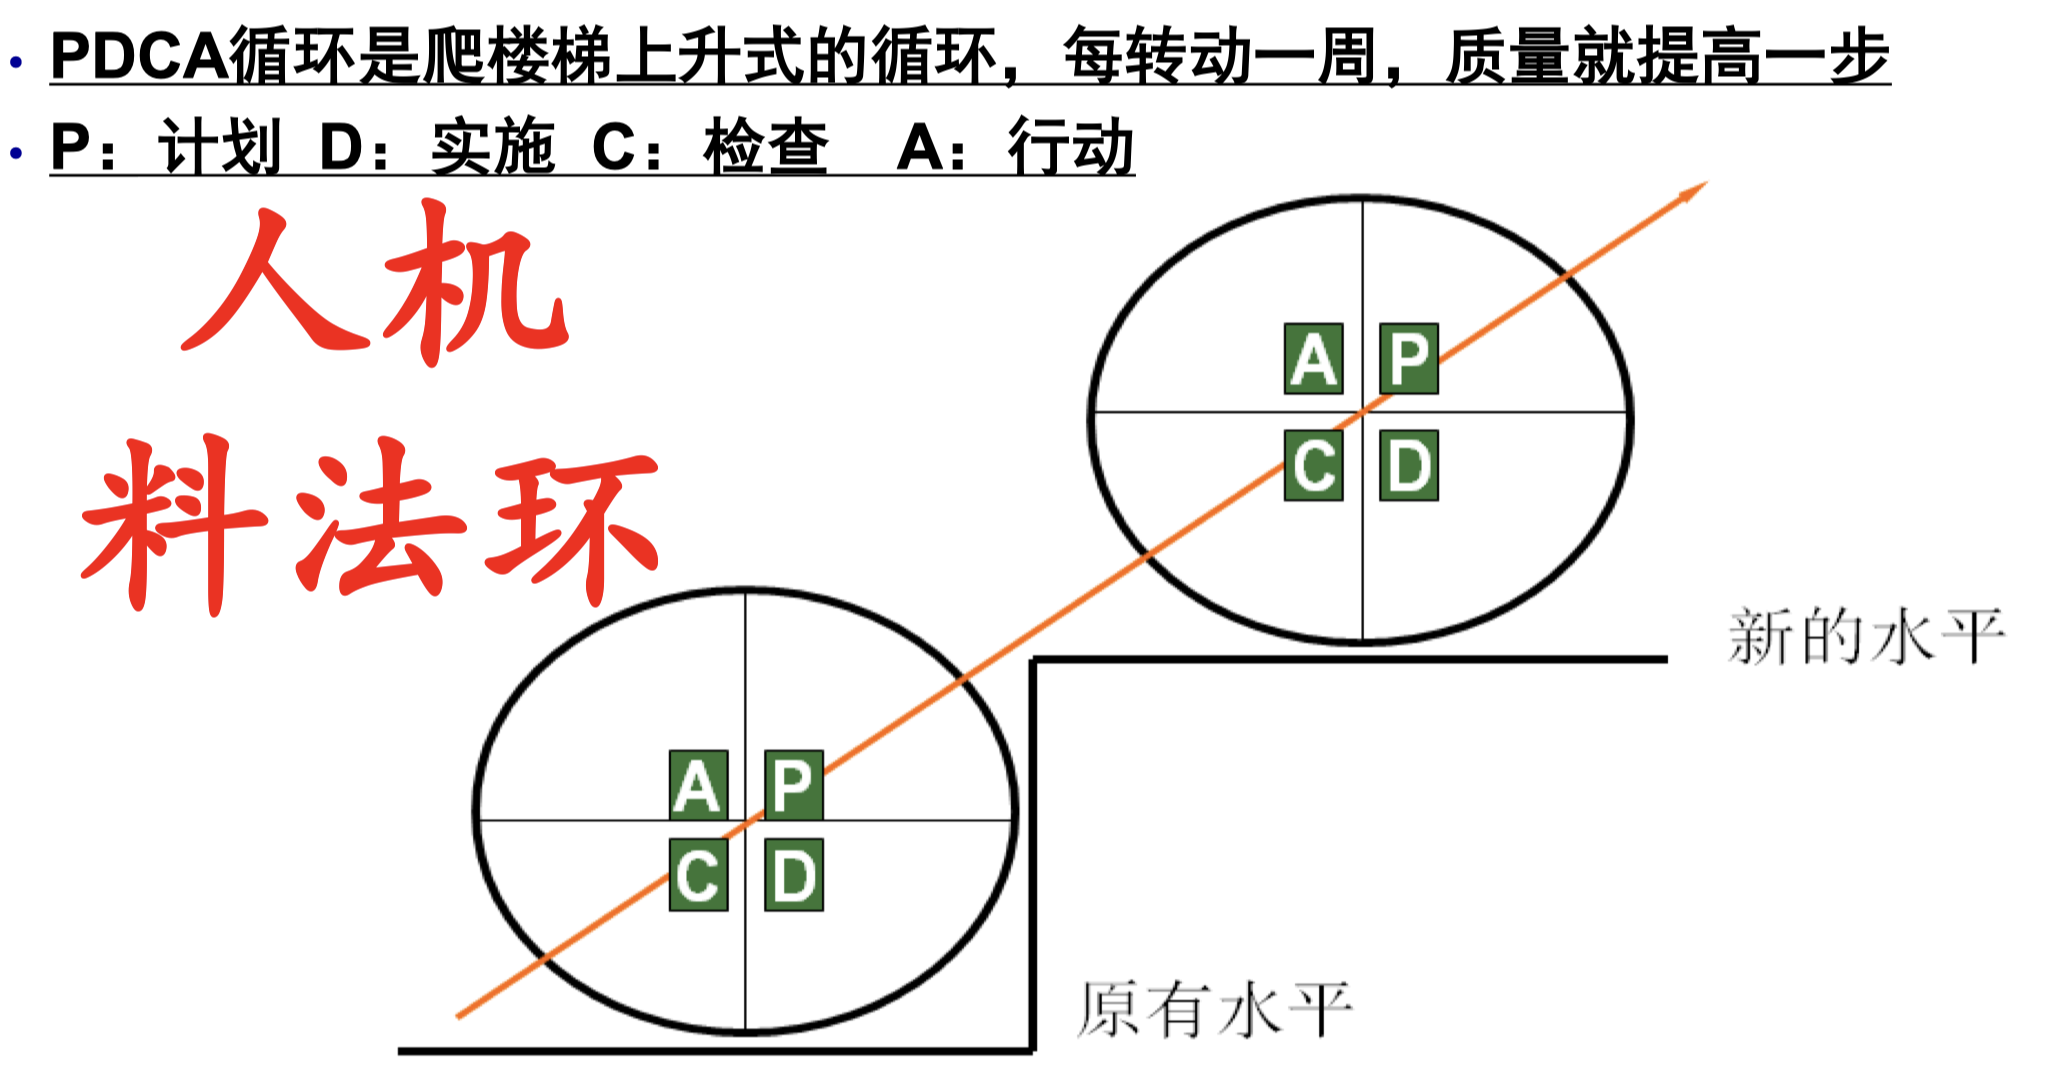 • PDCA循环是爬楼梯上升式的循环，每转动一周，质量就提高一步
• P：计划 D：实施 C：检查 A：行动
人机
料法环
A P
C D
新的水平
A P
C D
原有水平